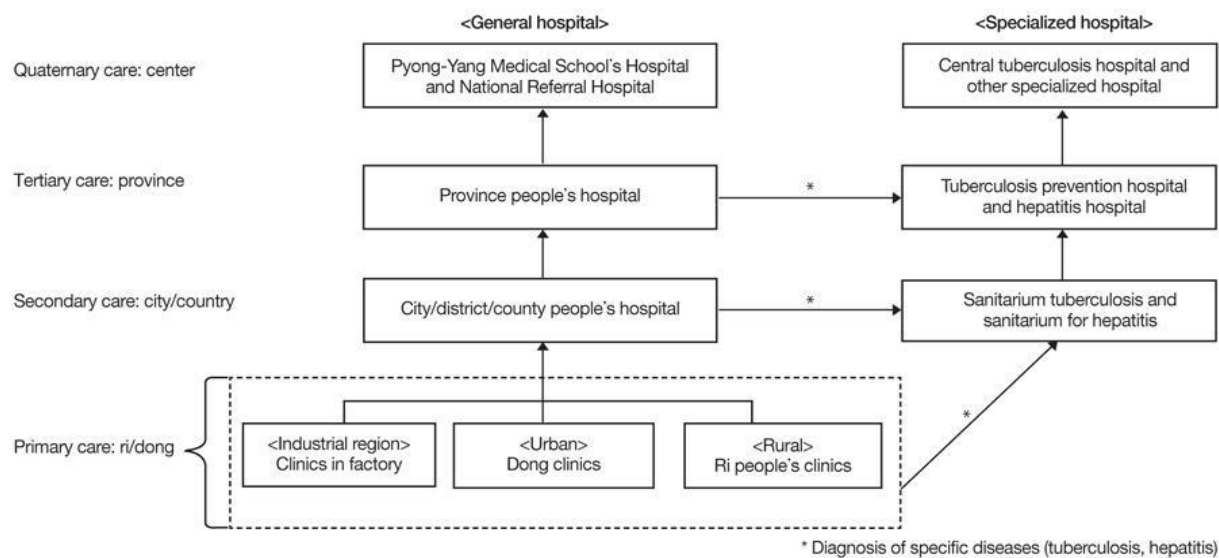 <General hospital>
<Specialized hospital>
Quaternary care: center
Pyong-Yang Medical School's Hospital
and National Referral Hospital
Central tuberculosis hospital and
other specialized hospital
Tertiary care: province
Province people's hospital
*
Tuberculosis prevention hospital
and hepatitis hospital
Secondary care: city/country
City/district/county people's hospital
*
Sanitarium tuberculosis and
sanitarium for hepatitis
Primary care: ri/dong
<Industrial region>
Clinics in factory
<Urban>
Dong clinics
<Rural>
Ri people's clinics
*
* Diagnosis of specific diseases (tuberculosis, hepatitis)